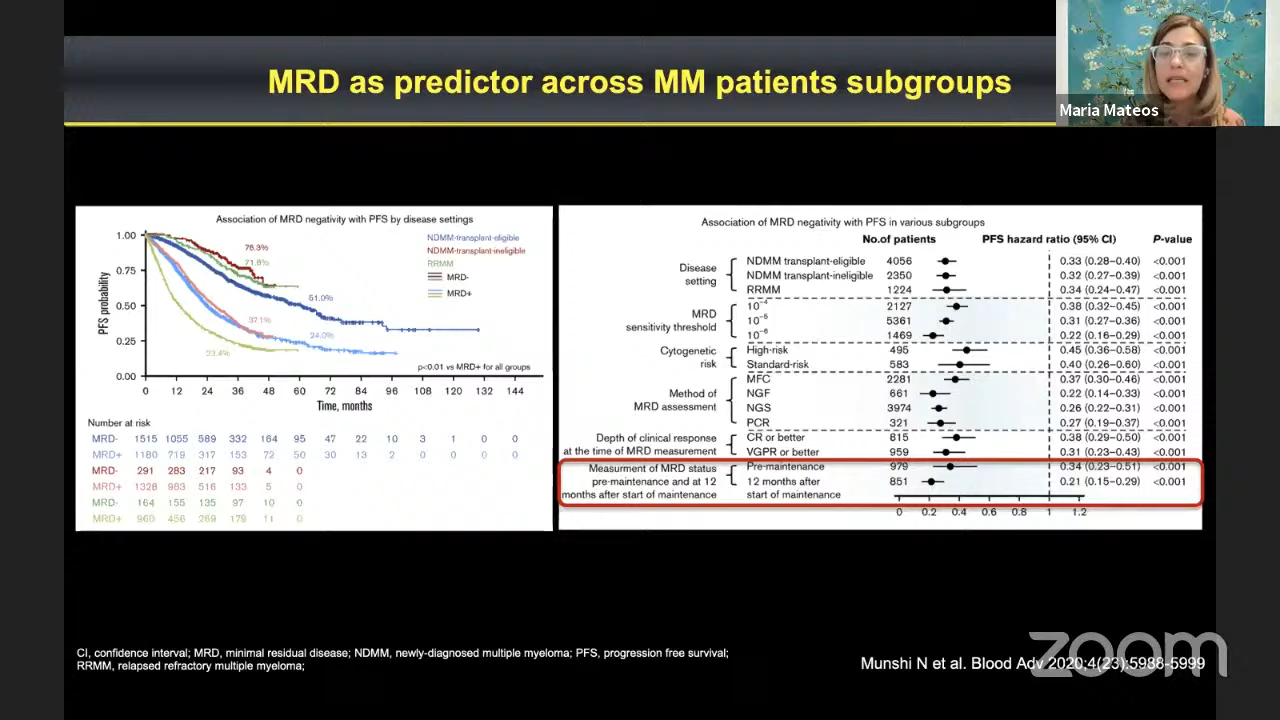 MRD as predictor across MM patients subgroups
Maria Mateos
Association of MRD negativity with PFS by disease settings
NDMM-transplant-eligible
NDMM-transplant-ineligible
RRMM
MRD-
MRD+
76.3%
71.8%
51.0%
37.1%
24.0%
23.4%
PFS probability
1.00
0.75
0.50
0.25
0.00
p<0.01 vs MRD+ for all groups
0 12 24 36 48 60 72 84 96 108 120 132 144
Time, months
Number at risk
MRD- 1515 1055 589 332 164 95 47 22 10 3 1 0 0
MRD+ 1180 719 317 153 72 50 30 13 2 0 0 0 0
MRD- 291 283 217 93 4 0
MRD+ 1328 983 516 133 5 0
MRD- 164 155 135 97 10 0
MRD+ 960 456 269 179 11 0
Association of MRD negativity with PFS in various subgroups
No.of patients PFS hazard ratio (95% CI) P-value
Disease setting
NDMM transplant-eligible 4056 0.33 (0.28–0.40) <0.001
NDMM transplant-ineligible 2350 0.32 (0.27–0.39) <0.001
RRMM 1224 0.34 (0.24–0.47) <0.001
MRD sensitivity threshold
10⁻⁴ 2127 0.38 (0.32–0.45) <0.001
10⁻⁵ 5361 0.31 (0.27–0.36) <0.001
10⁻⁶ 1469 0.22 (0.16–0.29) <0.001
Cytogenetic risk
High-risk 495 0.45 (0.36–0.58) <0.001
Standard-risk 583 0.40 (0.26–0.60) <0.001
Method of MRD assessment
MFC 2281 0.37 (0.30–0.46) <0.001
NGF 661 0.22 (0.14–0.33) <0.001
NGS 3974 0.26 (0.22–0.31) <0.001
PCR 321 0.27 (0.19–0.37) <0.001
Depth of clinical response at the time of MRD measurement
CR or better 815 0.38 (0.29–0.50) <0.001
VGPR or better 959 0.31 (0.23–0.43) <0.001
Measurment of MRD status pre-maintenance and at 12 months after start of maintenance
Pre-maintenance 979 0.34 (0.23–0.51) <0.001
12 months after start of maintenance 851 0.21 (0.15–0.29) <0.001
0 0.2 0.4 0.6 0.8 1 1.2
CI, confidence interval; MRD, minimal residual disease; NDMM, newly-diagnosed multiple myeloma; PFS, progression free survival;
RRMM, relapsed refractory multiple myeloma;
Munshi N et al. Blood Adv 2020;4(23):5988-5999
zoom